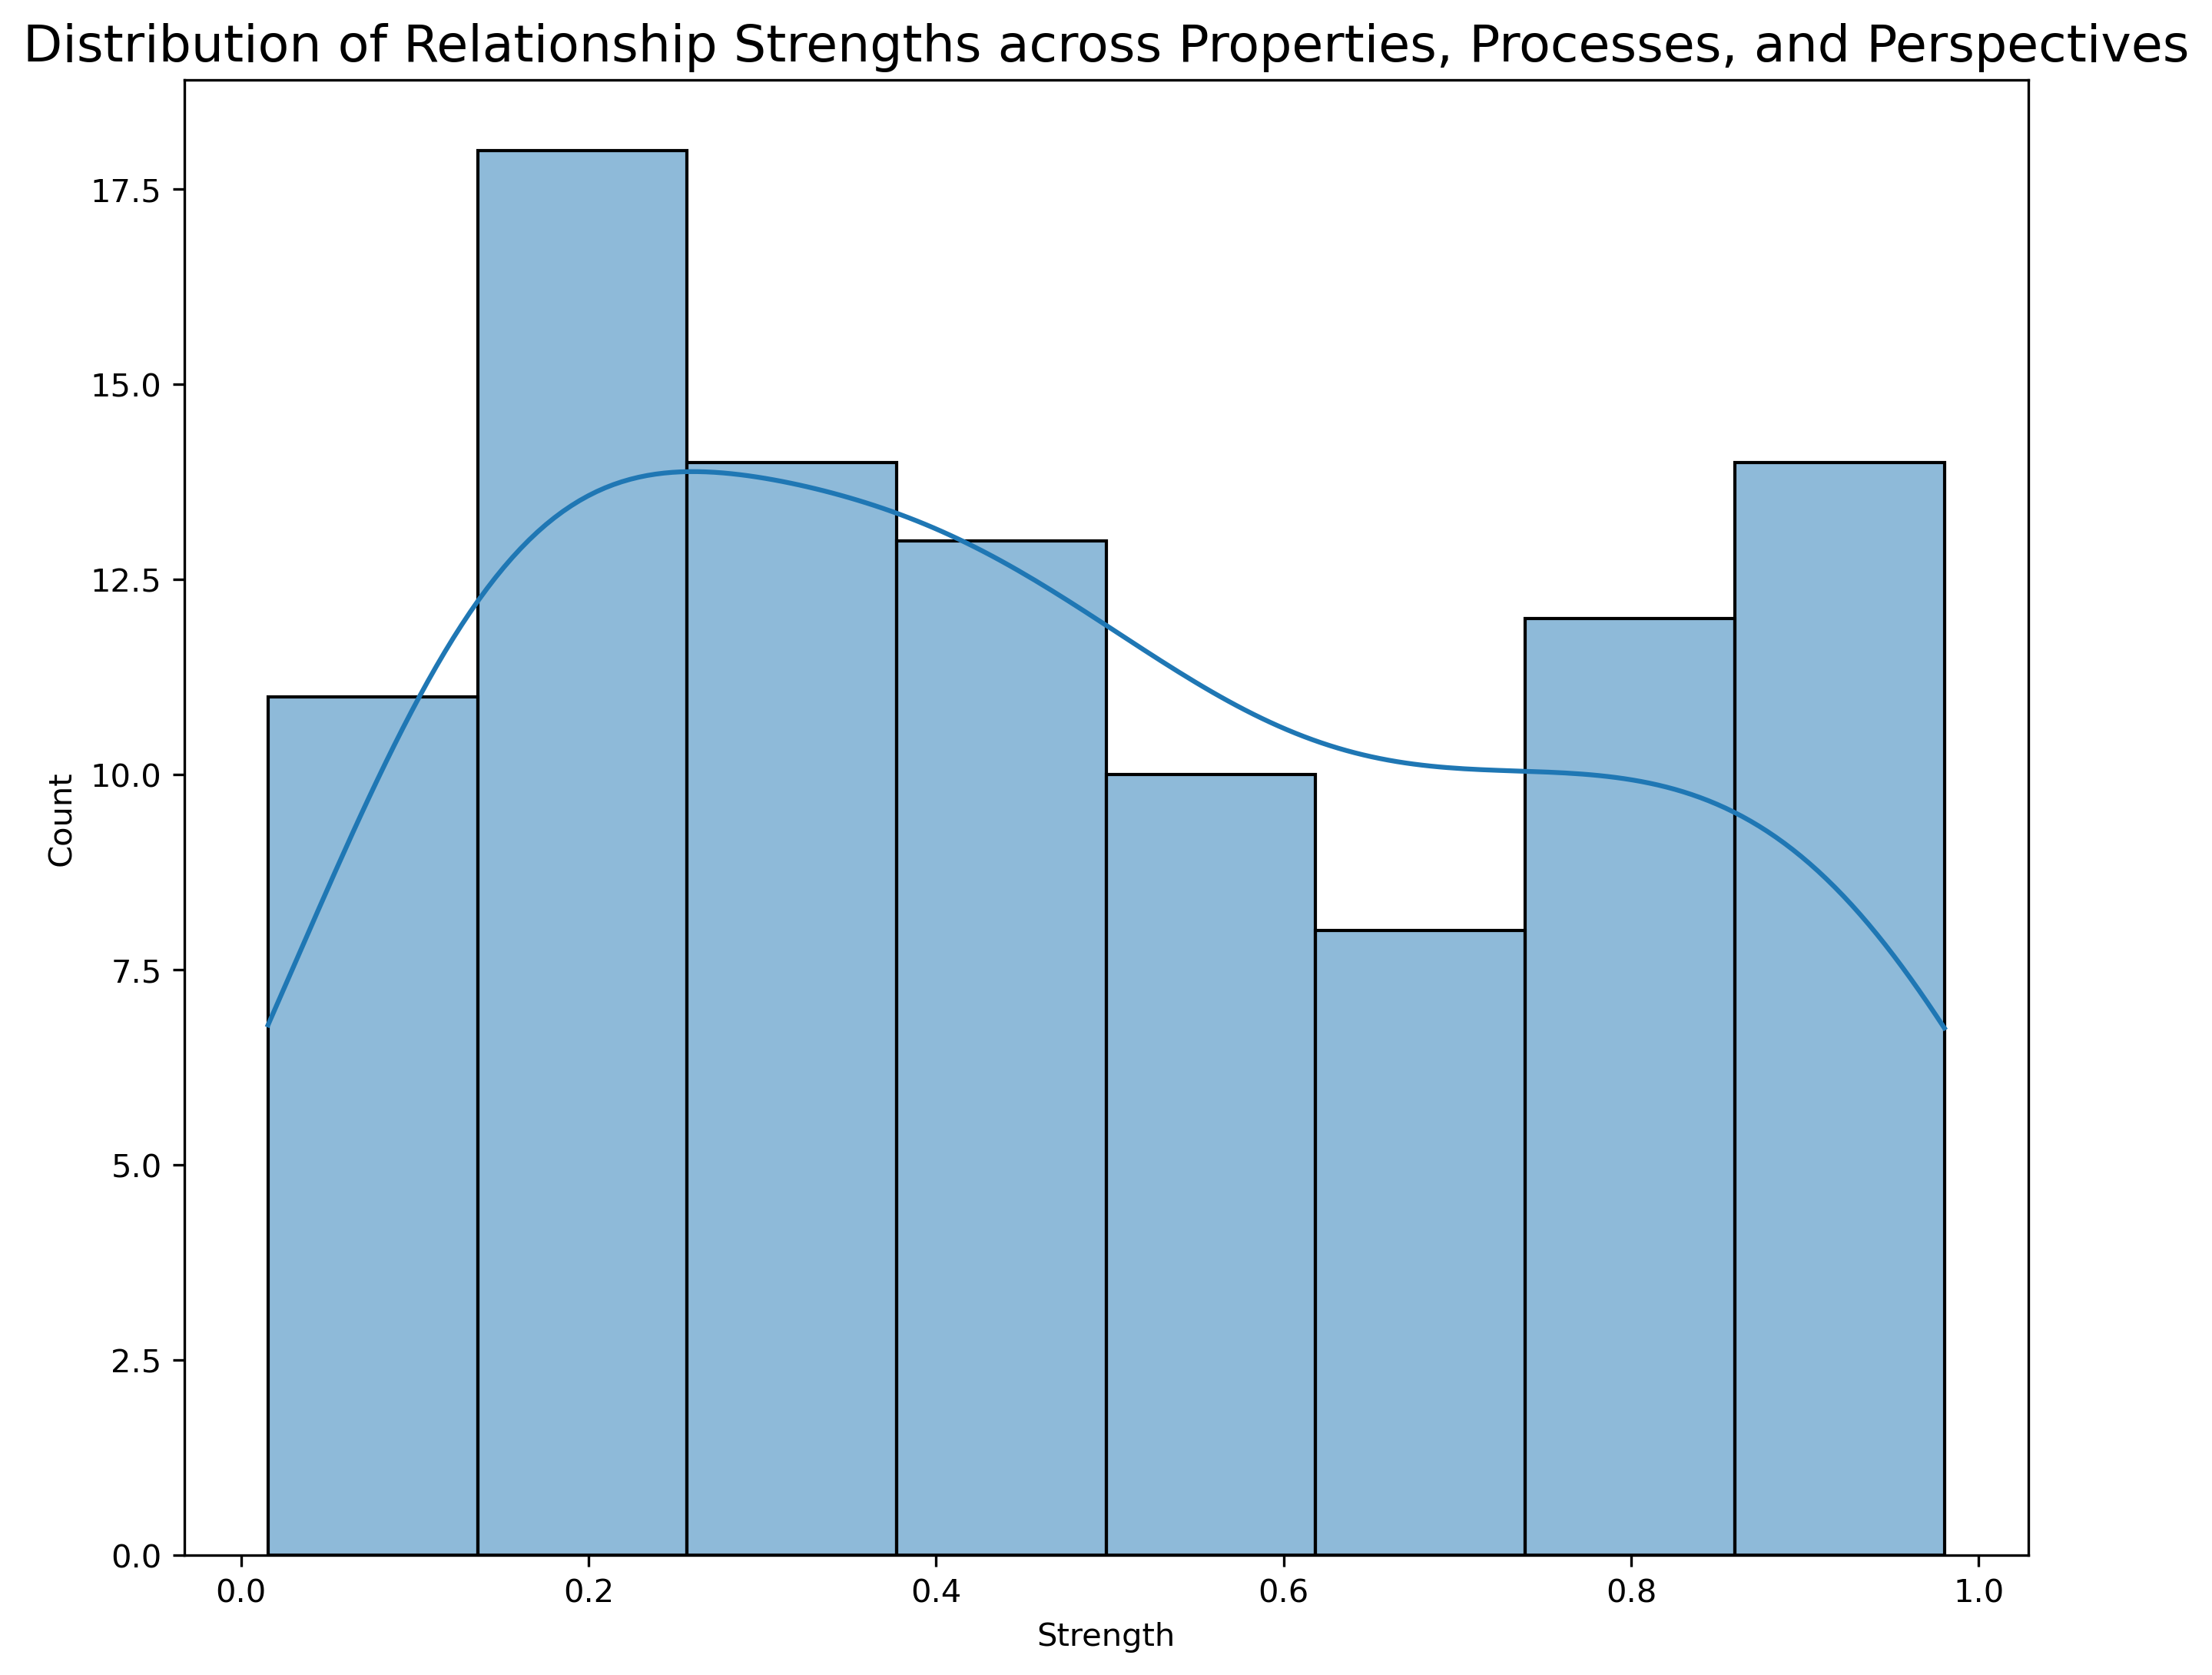 Distribution of Relationship Strengths across Properties, Processes, and Perspectives
17.5
15.0
12.5
10.0
7.5
5.0
2.5
0.0
Count
0.0 0.2 0.4 0.6 0.8 1.0
Strength